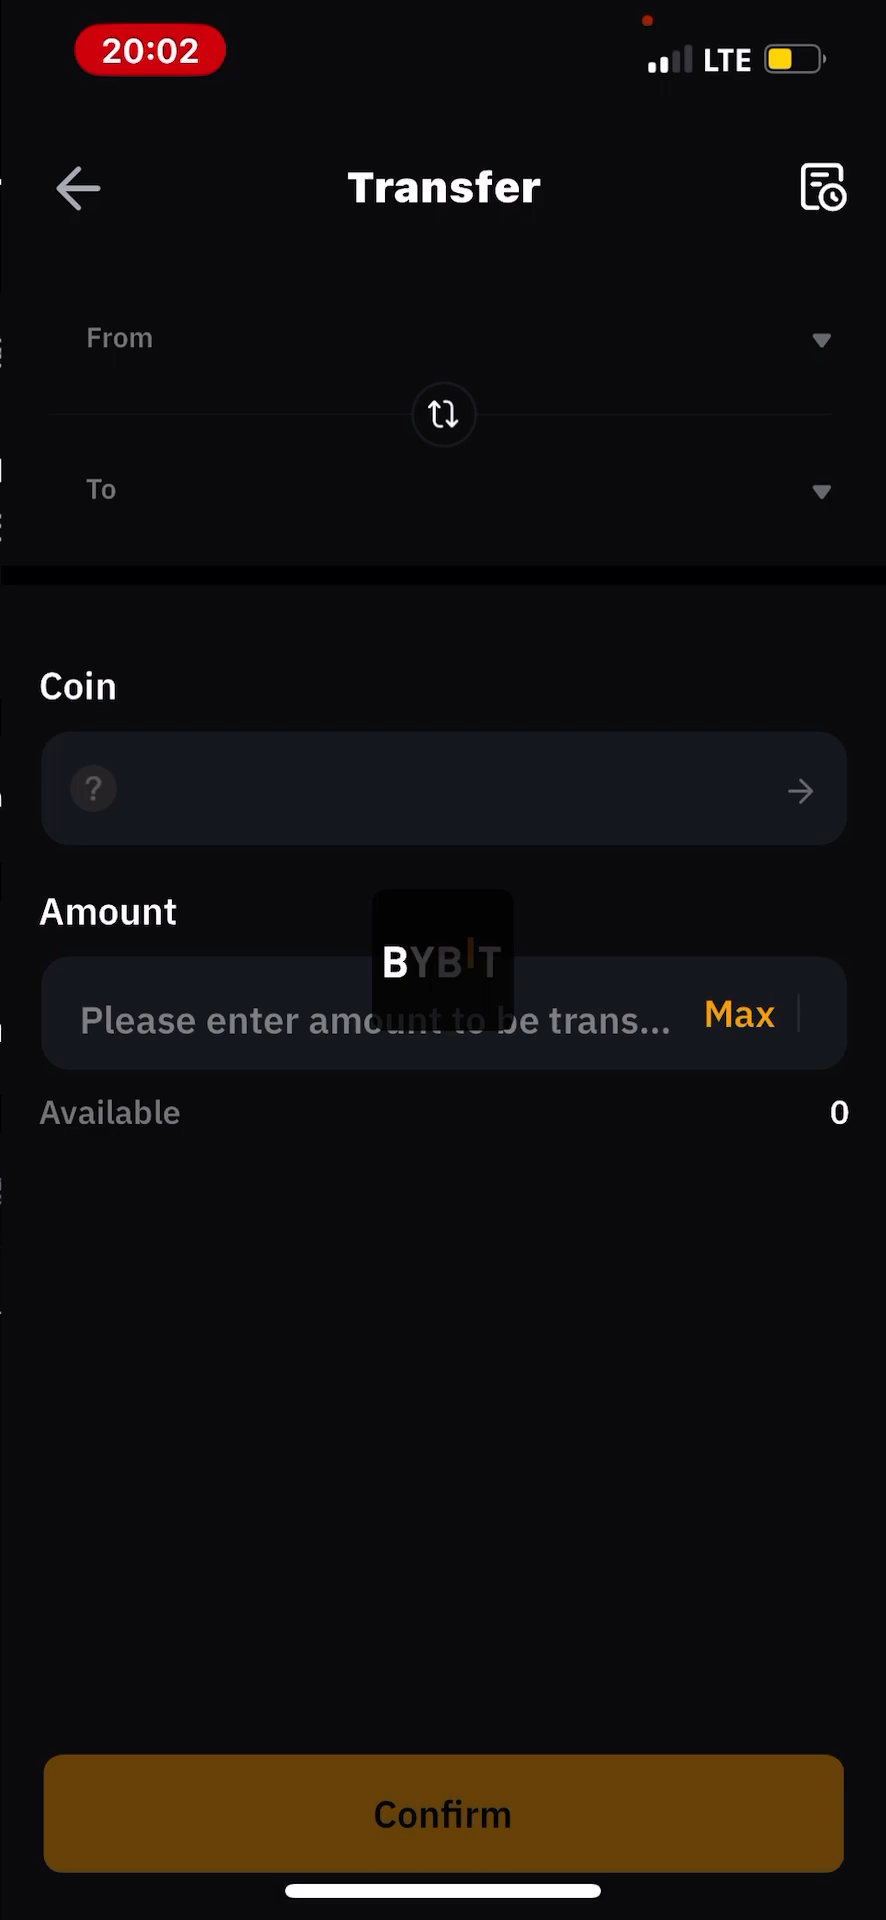 20:02
LTE
Transfer
From
To
Coin
?
Amount
BYBIT
Please enter amount to be trans... Max
Available 0
Confirm